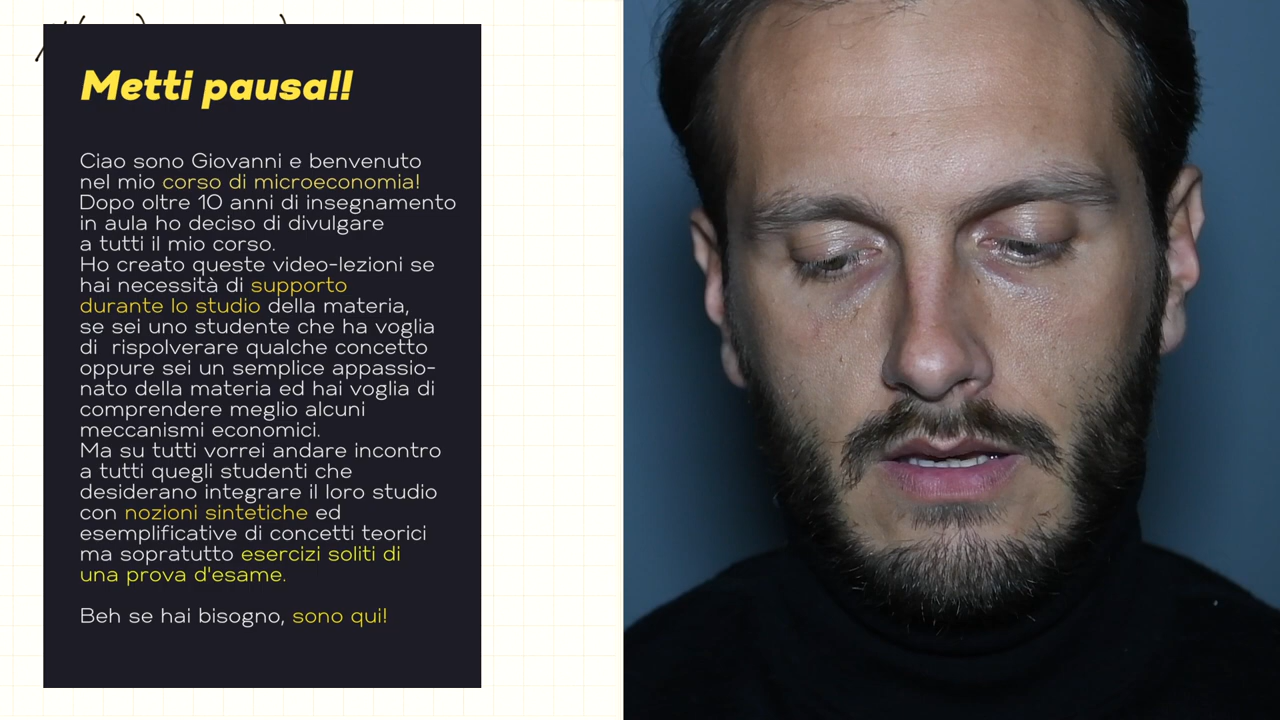 Metti pausa!!
Ciao sono Giovanni e benvenuto
nel mio corso di microeconomia!
Dopo oltre 10 anni di insegnamento
in aula ho deciso di divulgare
a tutti il mio corso.
Ho creato queste video-lezioni se
hai necessità di supporto
durante lo studio della materia,
se sei uno studente che ha voglia
di  rispolverare qualche concetto
oppure sei un semplice appassio-
nato della materia ed hai voglia di
comprendere meglio alcuni
meccanismi economici.
Ma su tutti vorrei andare incontro
a tutti quegli studenti che
desiderano integrare il loro studio
con nozioni sintetiche ed
esemplificative di concetti teorici
ma sopratutto esercizi soliti di
una prova d'esame.
Beh se hai bisogno, sono qui!